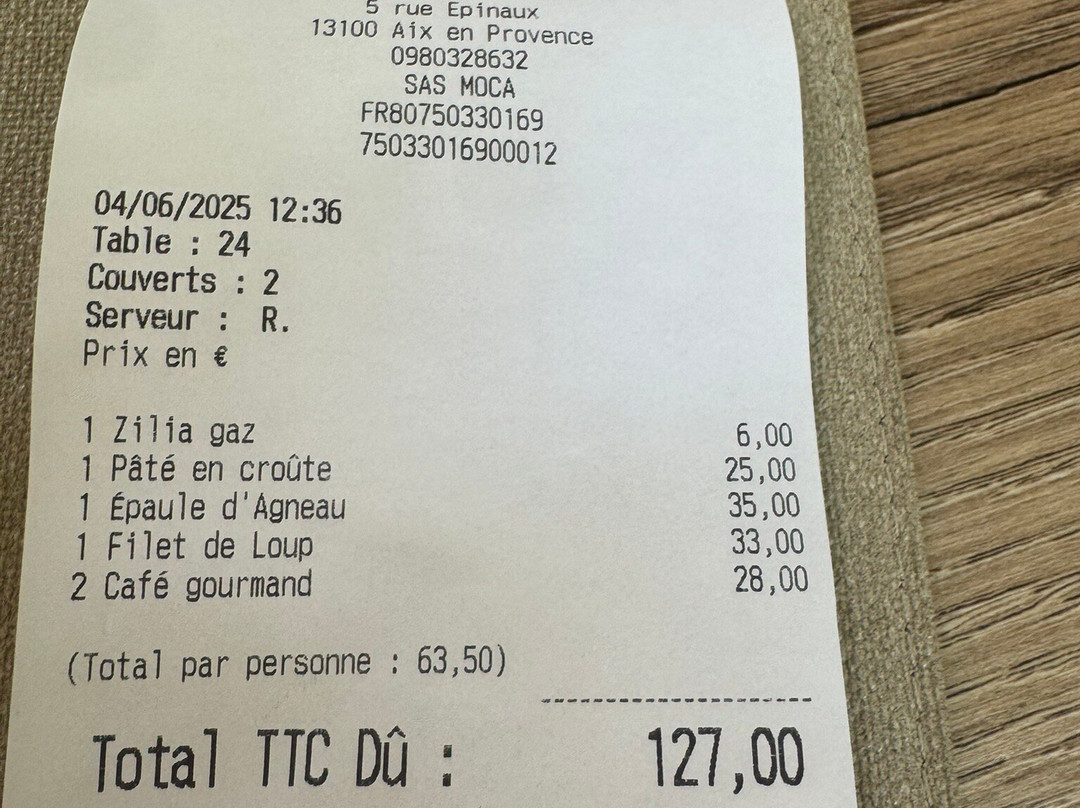 5 rue Epinaux
13100 Aix en Provence
0980328632
SAS MOCA
FR80750330169
75033016900012
04/06/2025 12:36
Table : 24
Couverts : 2
Serveur : R.
Prix en €
1 Zilia gaz 6,00
1 Pâté en croûte 25,00
1 Épaule d'Agneau 35,00
1 Filet de Loup 33,00
2 Café gourmand 28,00
(Total par personne : 63,50)
Total TTC Dû : 127,00